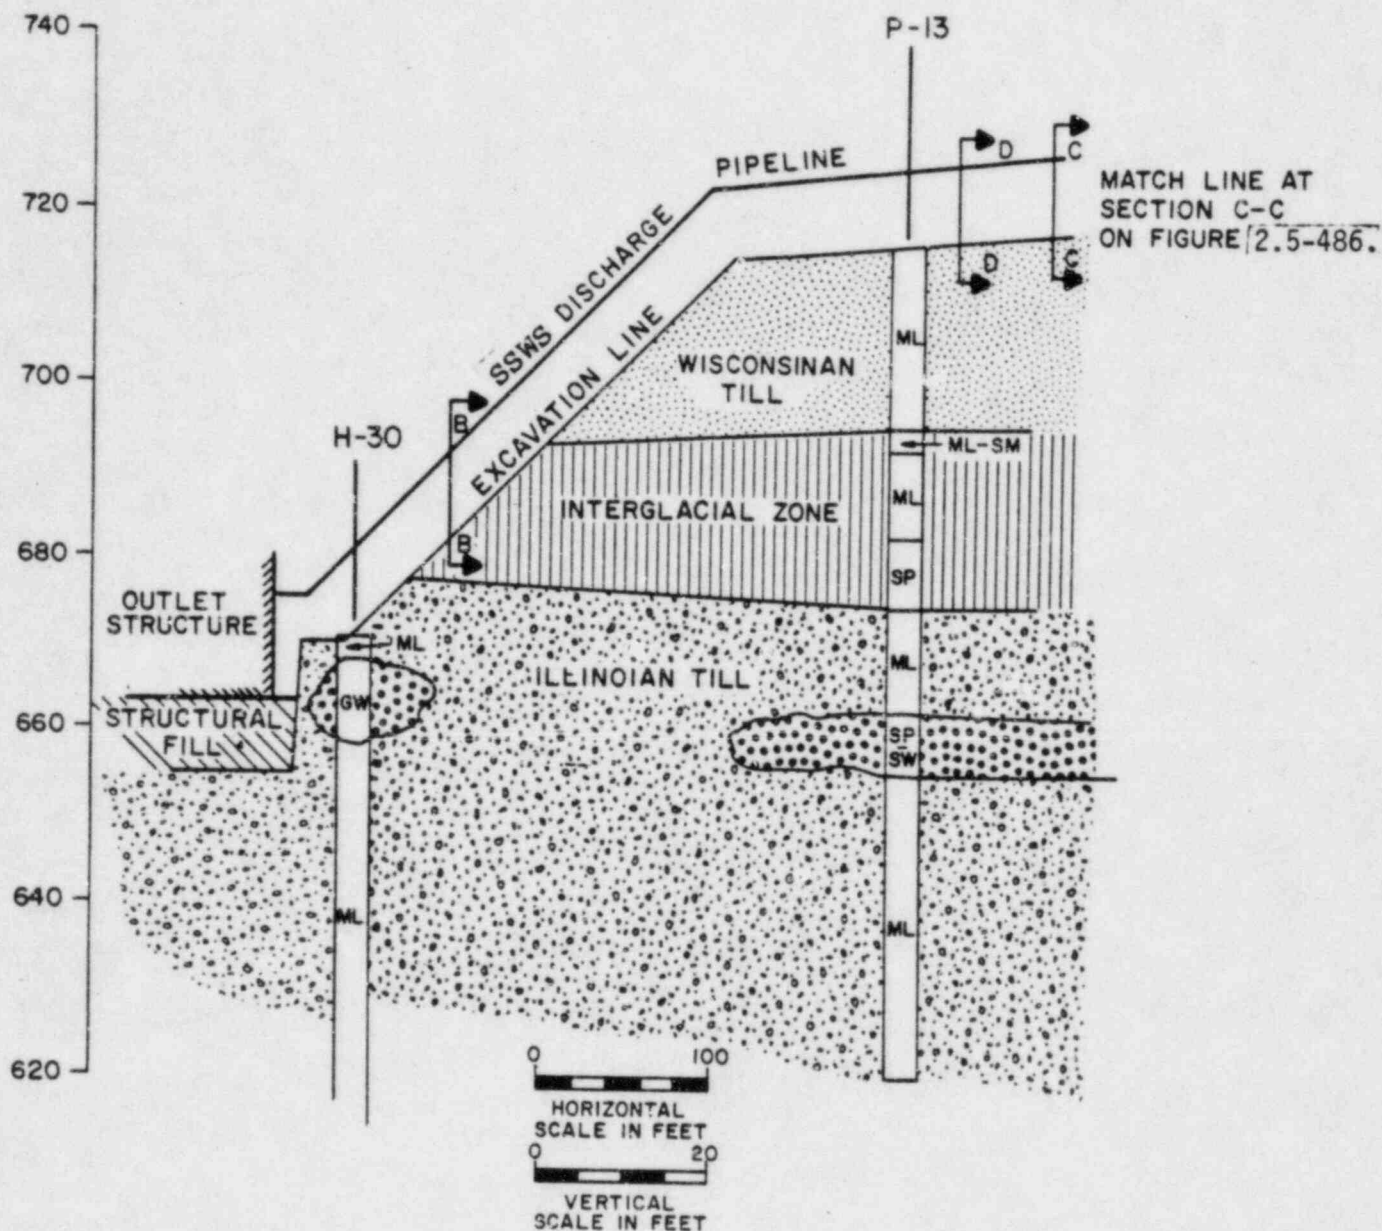 740
P-13
PIPELINE
D
C
720
MATCH LINE AT
SECTION C-C
ON FIGURE 2.5-486.
D
C
SSWS DISCHARGE
EXCAVATION LINE
ML
700
WISCONSINAN
TILL
H-30
B
ML-SM
ML
INTERGLACIAL ZONE
B
680
SP
OUTLET
STRUCTURE
ML
ML
ILLINOIAN TILL
GW
660
STRUCTURAL
FILL
SP
SW
640
ML
ML
620
0 100
HORIZONTAL
SCALE IN FEET
0 20
VERTICAL
SCALE IN FEET